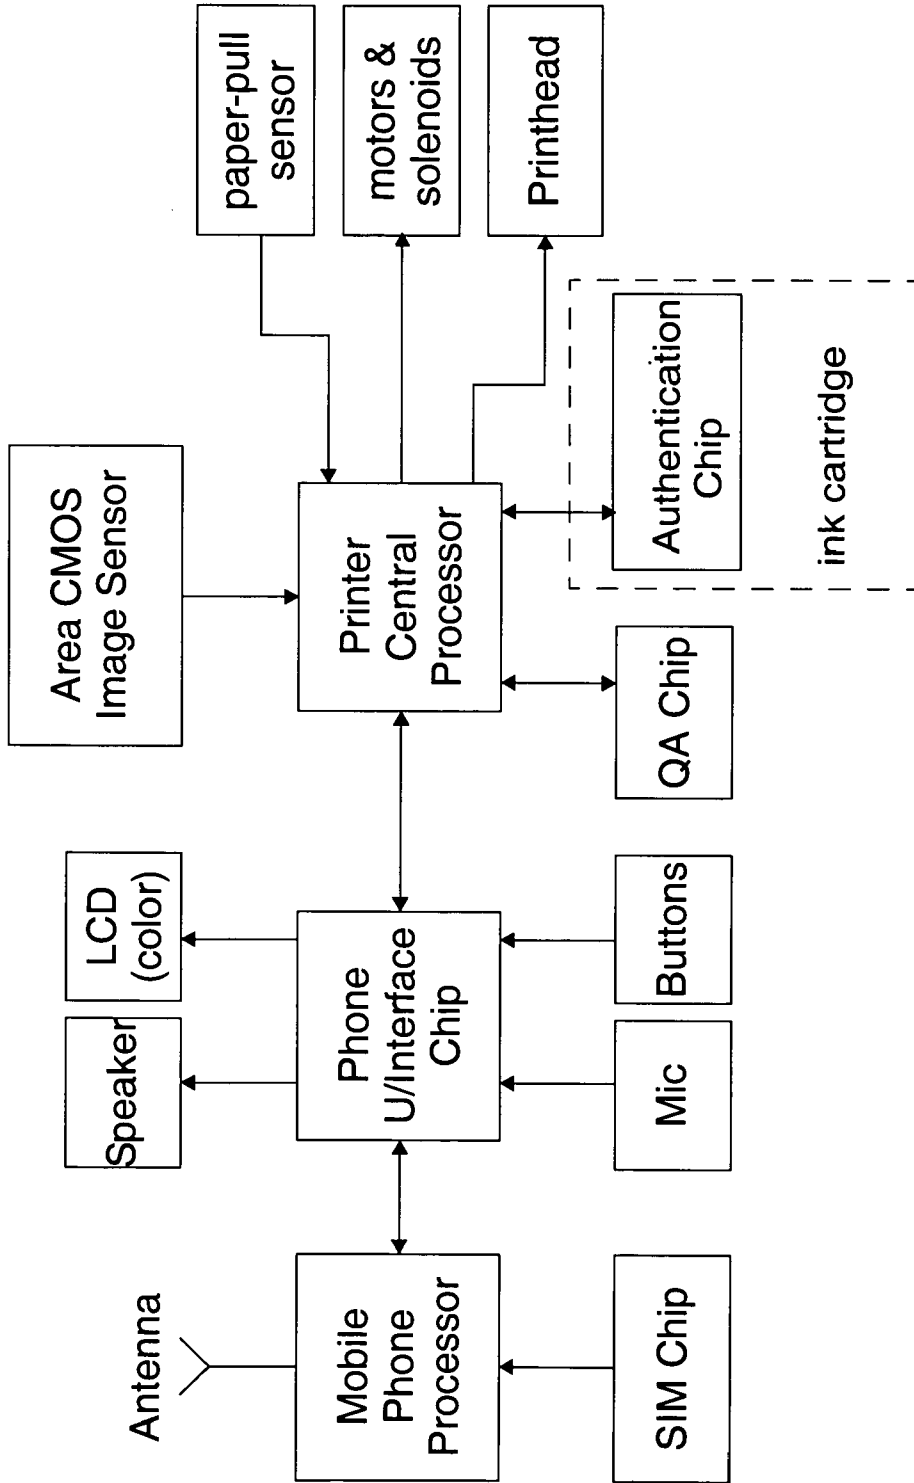 Antenna
Mobile
Phone
Processor
SIM Chip
Speaker
LCD
(color)
Phone
U/Interface
Chip
Mic
Buttons
Area CMOS
Image Sensor
Printer
Central
Processor
QA Chip
Authentication
Chip
ink cartridge
paper-pull
sensor
motors &
solenoids
Printhead